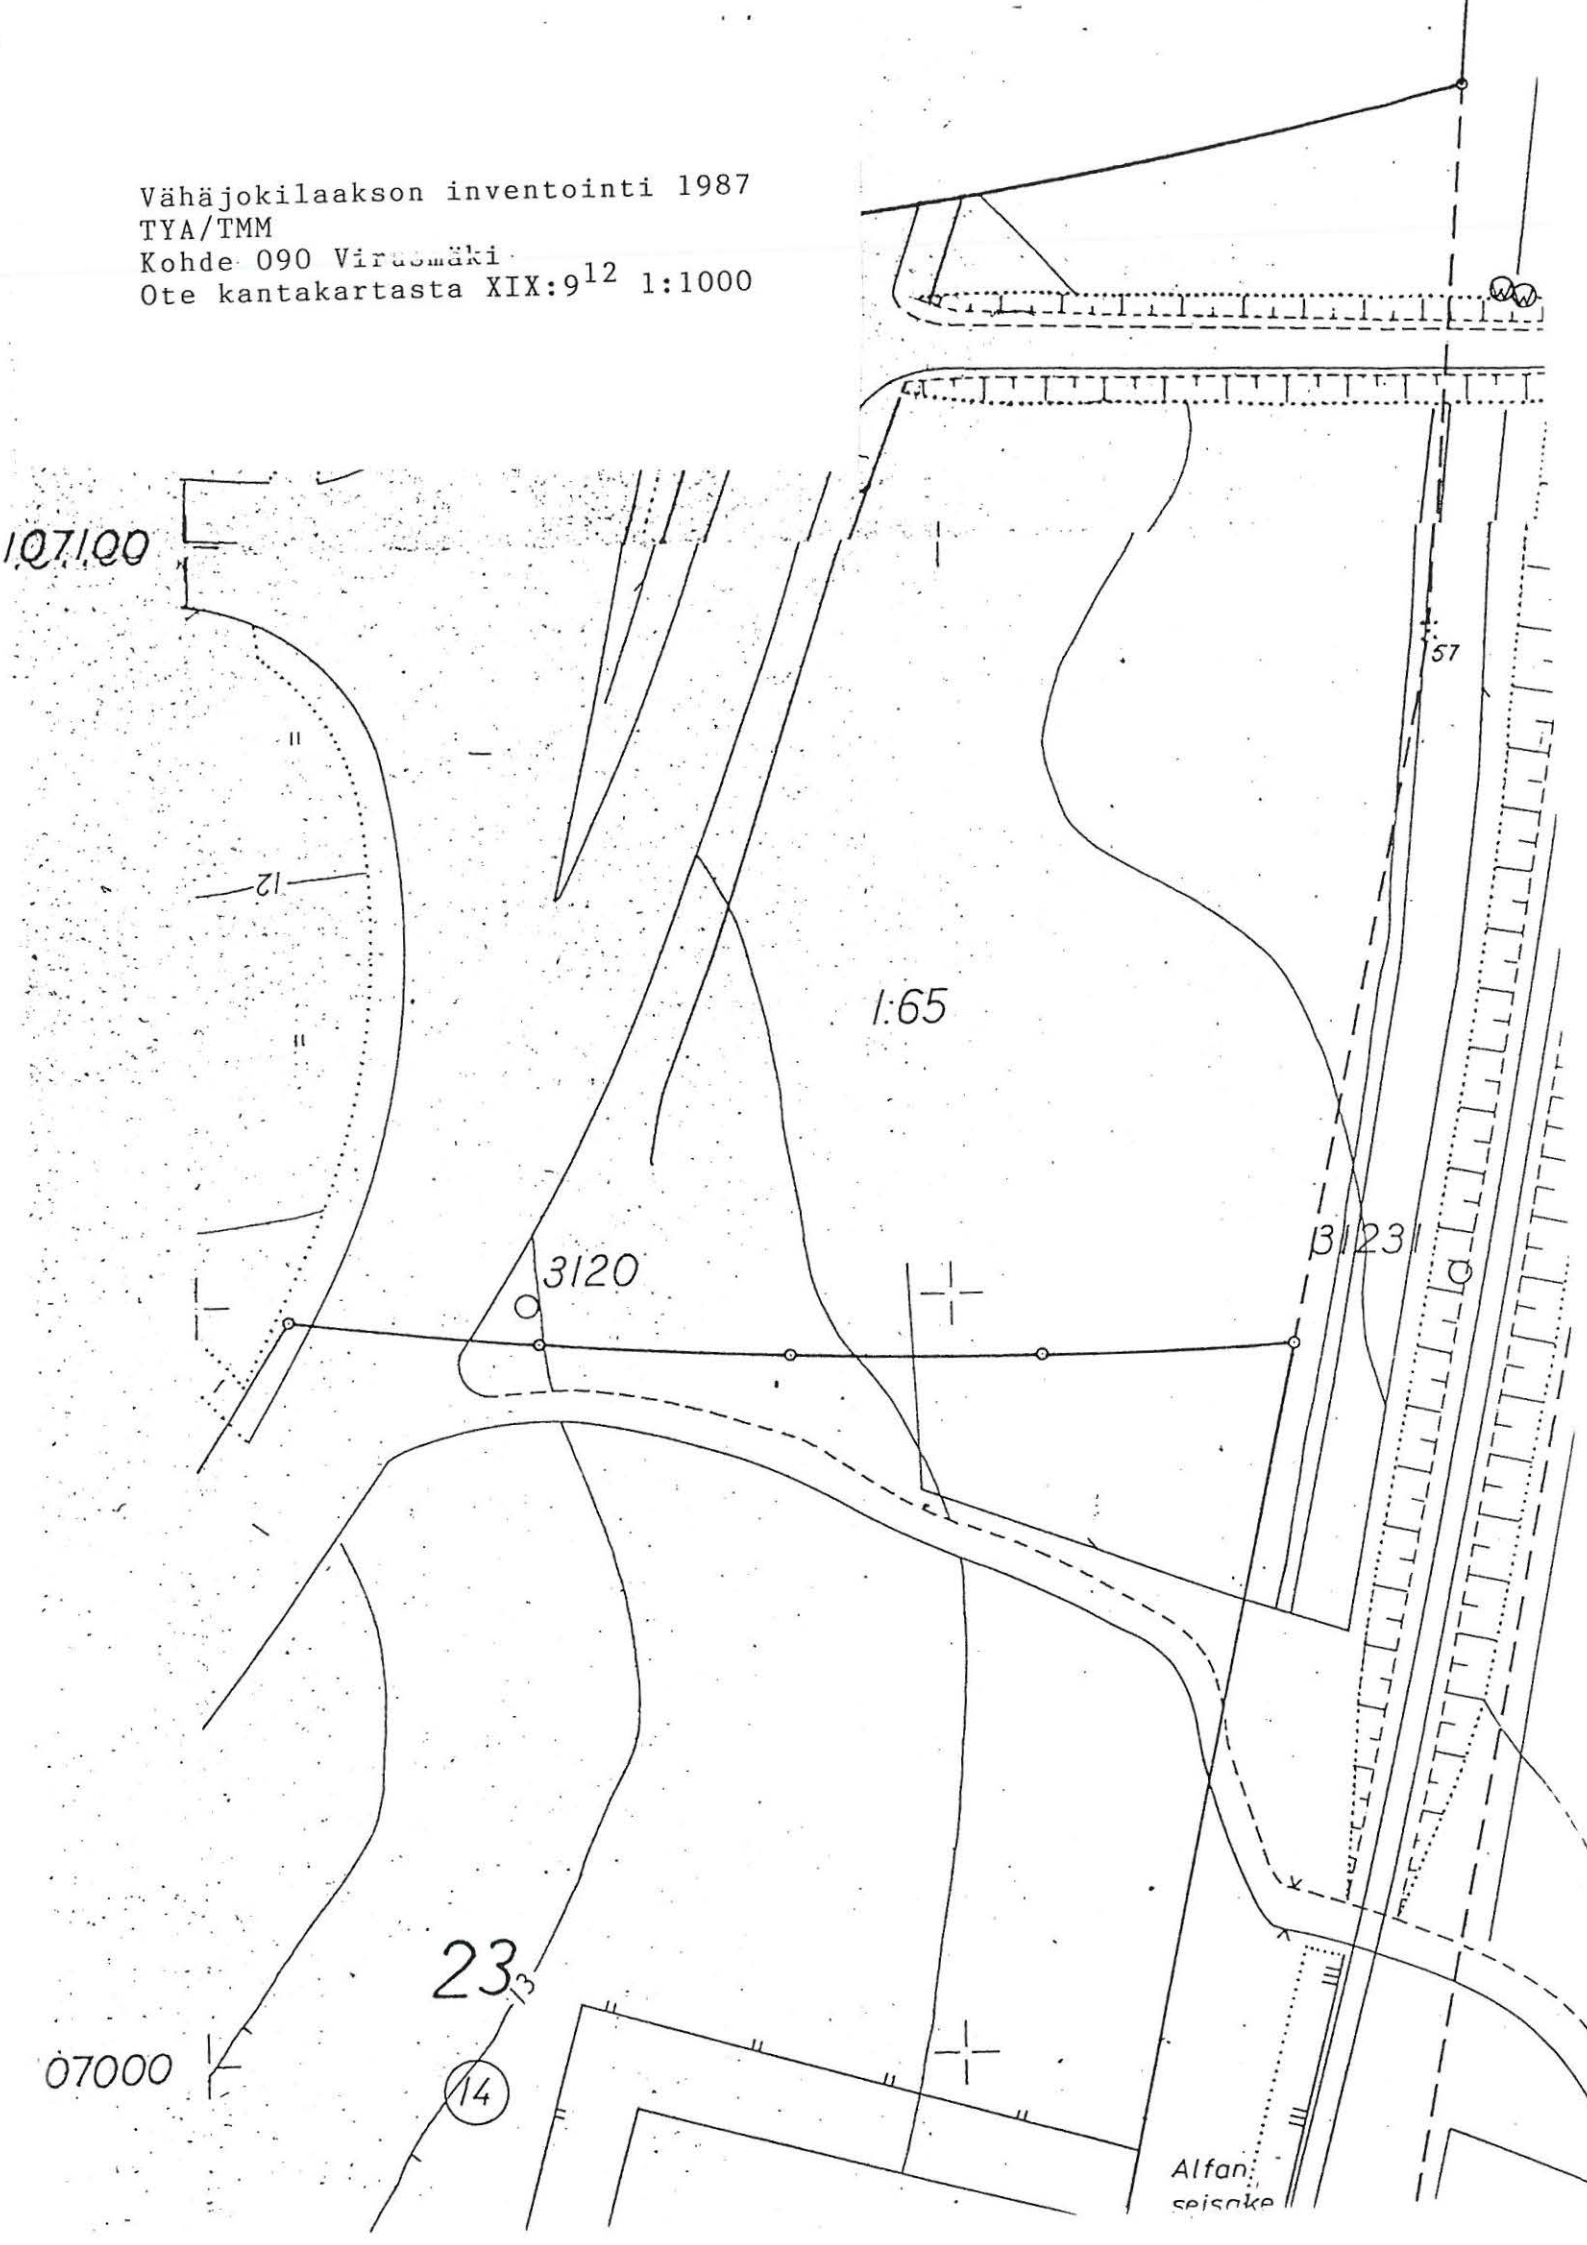 Vähäjokilaakson inventointi 1987
TYA/TMM
Kohde 090 Virusmäki
Ote kantakartasta XIX:9¹² 1:1000
107100
57
12
1:65
3120
3123
23
13
07000
14
Alfan
seisake